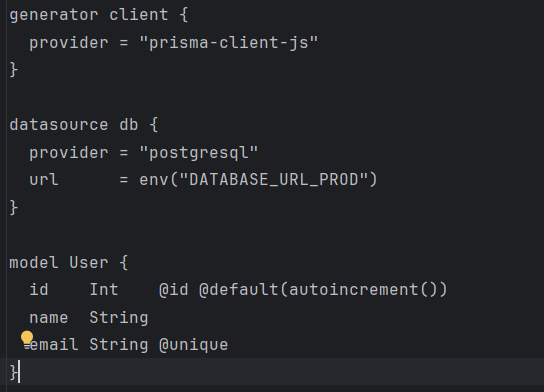 generator client {
  provider = "prisma-client-js"
}

datasource db {
  provider = "postgresql"
  url      = env("DATABASE_URL_PROD")
}

model User {
  id    Int    @id @default(autoincrement())
  name  String
  email String @unique
}